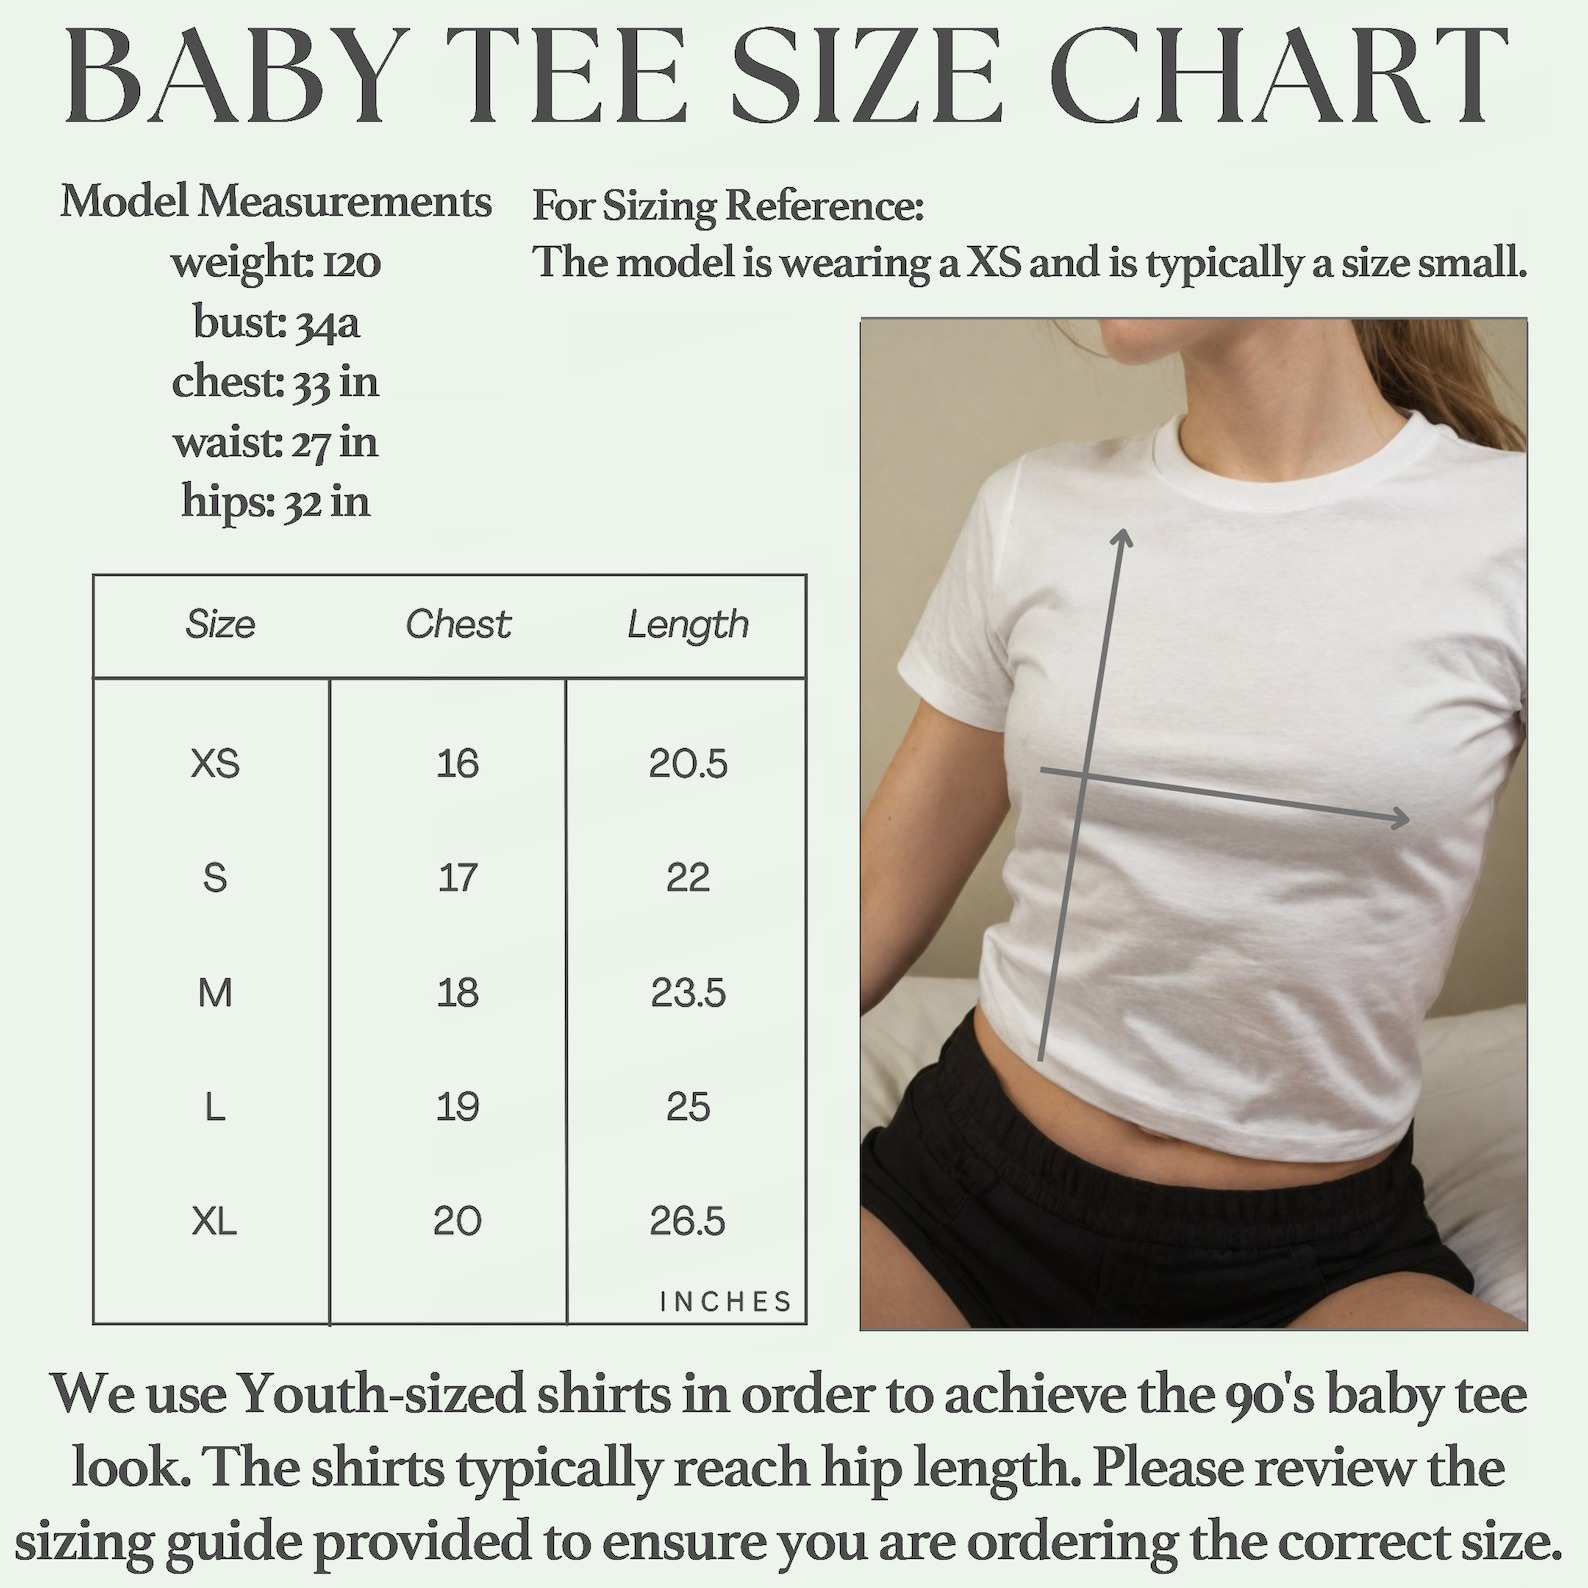 BABY TEE SIZE CHART
Model Measurements
weight: 120
bust: 34a
chest: 33 in
waist: 27 in
hips: 32 in
For Sizing Reference:
The model is wearing a XS and is typically a size small.
Size Chest Length
XS 16 20.5
S 17 22
M 18 23.5
L 19 25
XL 20 26.5
INCHES
We use Youth-sized shirts in order to achieve the 90's baby tee
look. The shirts typically reach hip length. Please review the
sizing guide provided to ensure you are ordering the correct size.